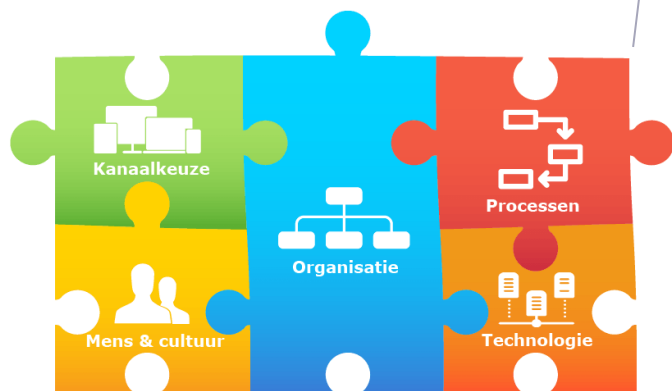 Kanaalkeuze
Processen
Organisatie
Mens & cultuur
Technologie